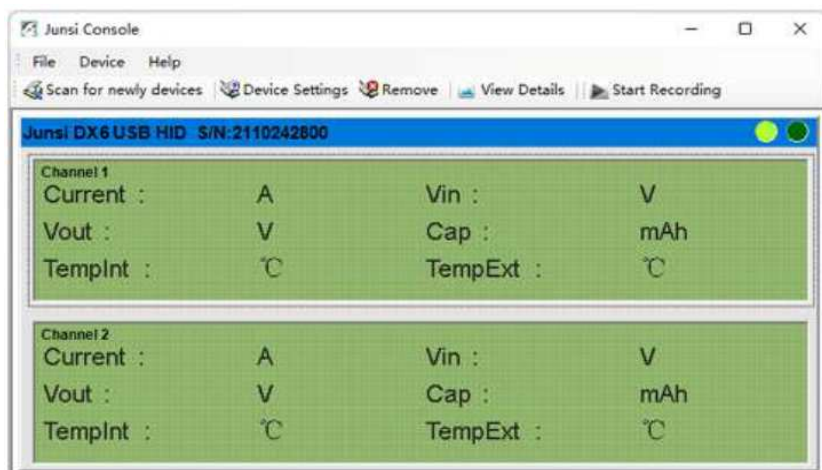 Junsi Console
File Device Help
Scan for newly devices Device Settings Remove View Details Start Recording
Junsi DX6 USB HID S/N:2110242800
Channel 1
Current : A Vin : V
Vout : V Cap : mAh
TempInt : ℃ TempExt : ℃
Channel 2
Current : A Vin : V
Vout : V Cap : mAh
TempInt : ℃ TempExt : ℃